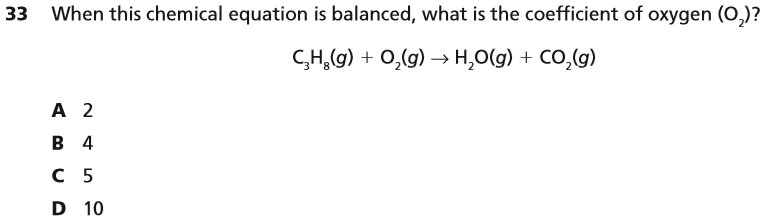 33 When this chemical equation is balanced, what is the coefficient of oxygen (O₂)?
C₃H₈(g) + O₂(g) → H₂O(g) + CO₂(g)
A 2
B 4
C 5
D 10